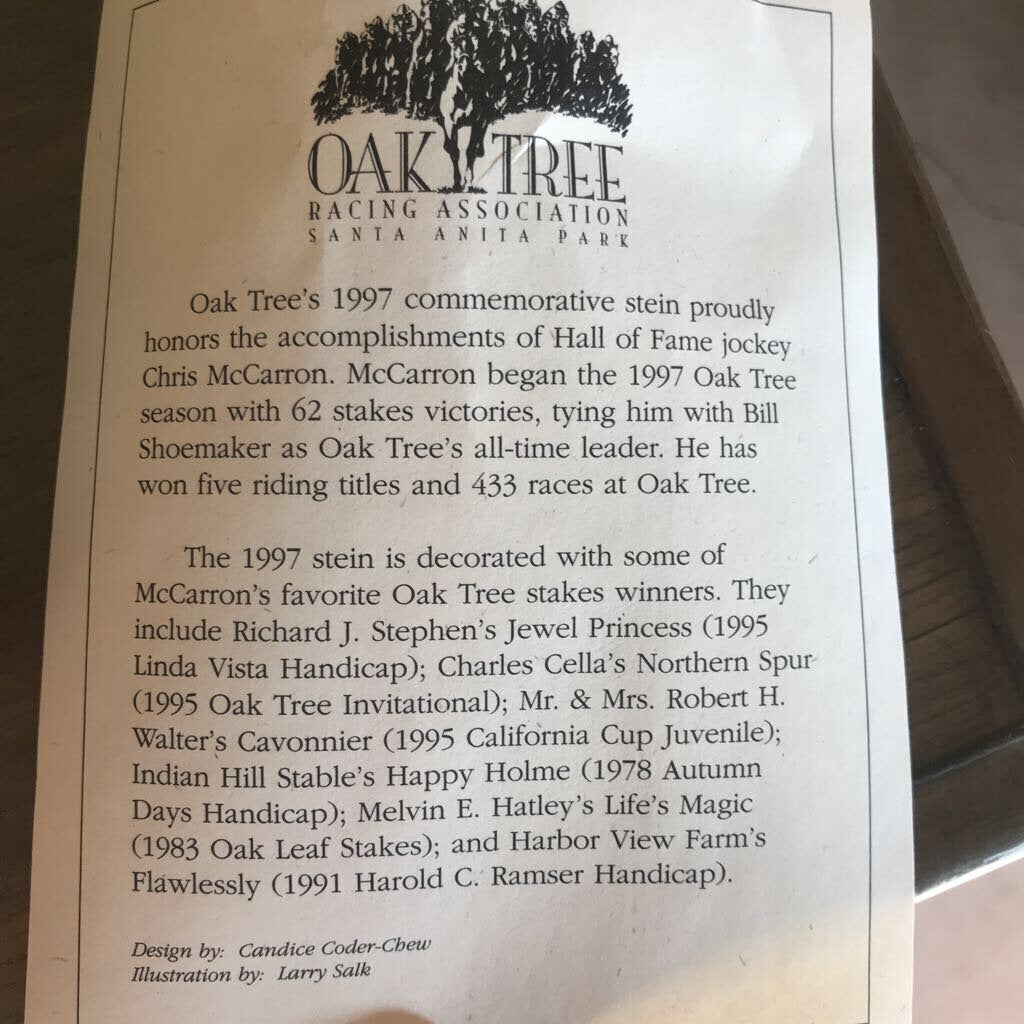 OAK TREE
RACING ASSOCIATION
SANTA ANITA PARK
Oak Tree's 1997 commemorative stein proudly
honors the accomplishments of Hall of Fame jockey
Chris McCarron. McCarron began the 1997 Oak Tree
season with 62 stakes victories, tying him with Bill
Shoemaker as Oak Tree's all-time leader. He has
won five riding titles and 433 races at Oak Tree.
The 1997 stein is decorated with some of
McCarron's favorite Oak Tree stakes winners. They
include Richard J. Stephen's Jewel Princess (1995
Linda Vista Handicap); Charles Cella's Northern Spur
(1995 Oak Tree Invitational); Mr. & Mrs. Robert H.
Walter's Cavonnier (1995 California Cup Juvenile);
Indian Hill Stable's Happy Holme (1978 Autumn
Days Handicap); Melvin E. Hatley's Life's Magic
(1983 Oak Leaf Stakes); and Harbor View Farm's
Flawlessly (1991 Harold C. Ramser Handicap).
Design by: Candice Coder-Chew
Illustration by: Larry Salk